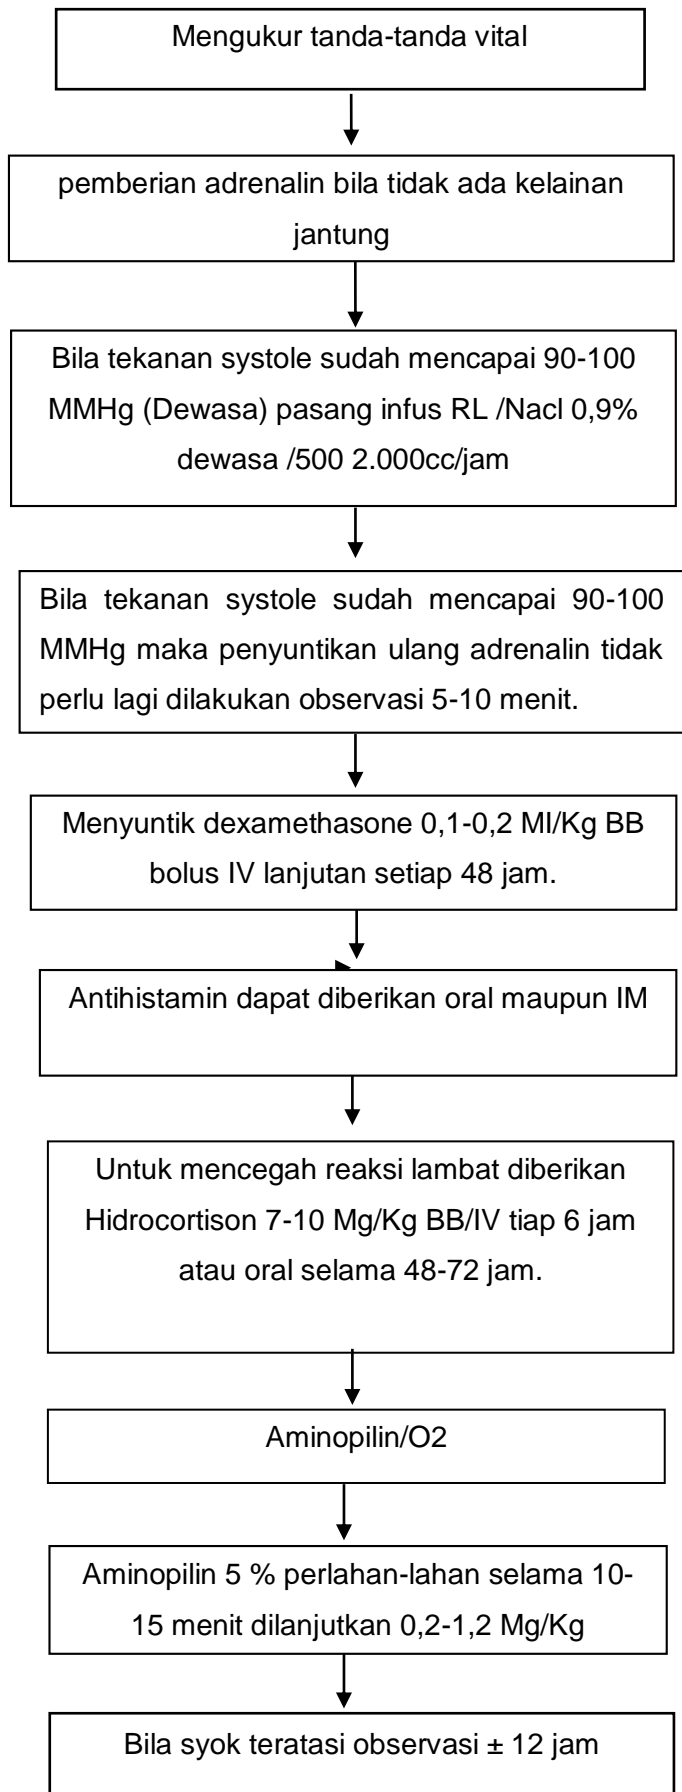 Mengukur tanda-tanda vital
pemberian adrenalin bila tidak ada kelainan
jantung
Bila tekanan systole sudah mencapai 90-100
MMHg (Dewasa) pasang infus RL /Nacl 0,9%
dewasa /500 2.000cc/jam
Bila tekanan systole sudah mencapai 90-100
MMHg maka penyuntikan ulang adrenalin tidak
perlu lagi dilakukan observasi 5-10 menit.
Menyuntik dexamethasone 0,1-0,2 Ml/Kg BB
bolus IV lanjutan setiap 48 jam.
Antihistamin dapat diberikan oral maupun IM
Untuk mencegah reaksi lambat diberikan
Hidrocortison 7-10 Mg/Kg BB/IV tiap 6 jam
atau oral selama 48-72 jam.
Aminopilin/O2
Aminopilin 5 % perlahan-lahan selama 10-
15 menit dilanjutkan 0,2-1,2 Mg/Kg
Bila syok teratasi observasi ± 12 jam